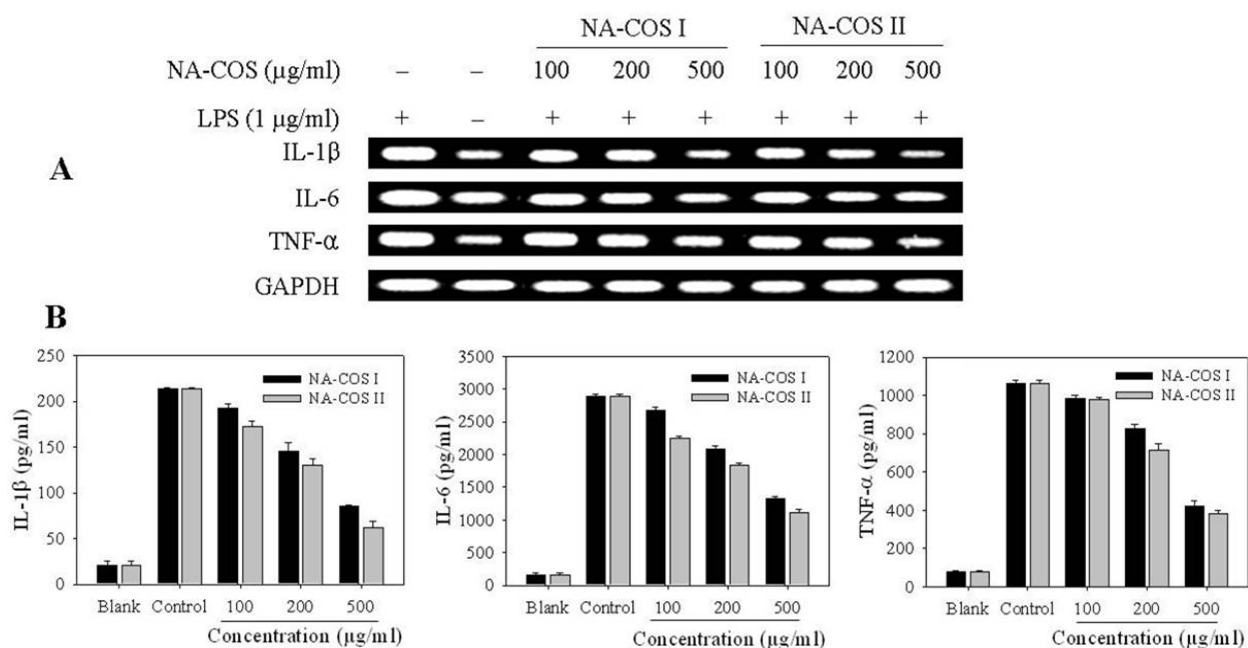 NA-COS I NA-COS II
NA-COS (µg/ml) – – 100 200 500 100 200 500
LPS (1 µg/ml) + – + + + + + +
A
IL-1β
IL-6
TNF-α
GAPDH
B
IL-1β (pg/ml)
250
200
150
100
50
0
NA-COS I
NA-COS II
Blank Control 100 200 500
Concentration (µg/ml)
IL-6 (pg/ml)
3500
3000
2500
2000
1500
1000
500
0
NA-COS I
NA-COS II
Blank Control 100 200 500
Concentration (µg/ml)
TNF-α (pg/ml)
1200
1000
800
600
400
200
0
NA-COS I
NA-COS II
Blank Control 100 200 500
Concentration (µg/ml)